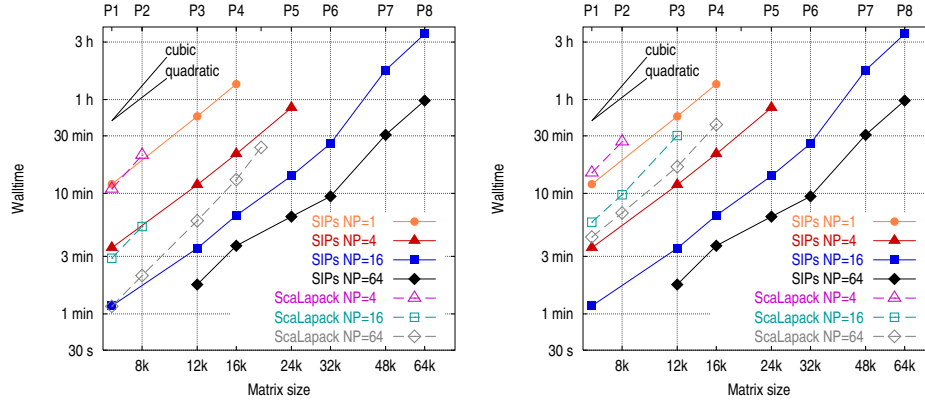 P1 P2 P3 P4 P5 P6 P7 P8
3 h
1 h
30 min
10 min
3 min
1 min
30 s
Walltime
cubic
quadratic
SIPs NP=1
SIPs NP=4
SIPs NP=16
SIPs NP=64
ScaLapack NP=4
ScaLapack NP=16
ScaLapack NP=64
8k 12k 16k 24k 32k 48k 64k
Matrix size
P1 P2 P3 P4 P5 P6 P7 P8
3 h
1 h
30 min
10 min
3 min
1 min
30 s
Walltime
cubic
quadratic
SIPs NP=1
SIPs NP=4
SIPs NP=16
SIPs NP=64
ScaLapack NP=4
ScaLapack NP=16
ScaLapack NP=64
8k 12k 16k 24k 32k 48k 64k
Matrix size